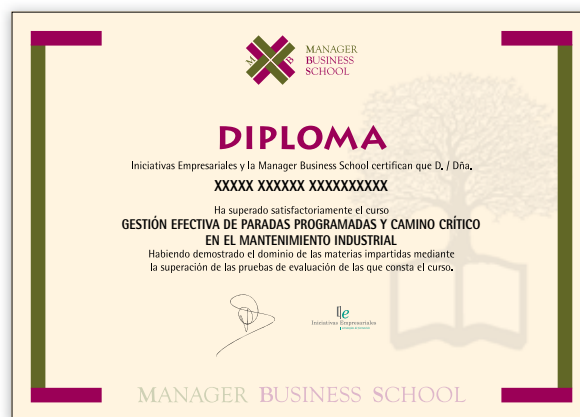 M B
MANAGER
BUSINESS
SCHOOL
DIPLOMA
Iniciativas Empresariales y la Manager Business School certifican que D. / Dña.
XXXXX XXXXXX XXXXXXXXXX
Ha superado satisfactoriamente el curso
GESTIÓN EFECTIVA DE PARADAS PROGRAMADAS Y CAMINO CRÍTICO
EN EL MANTENIMIENTO INDUSTRIAL
Habiendo demostrado el dominio de las materias impartidas mediante
la superación de las pruebas de evaluación de las que consta el curso.
Iniciativas Empresariales
MANAGER BUSINESS SCHOOL